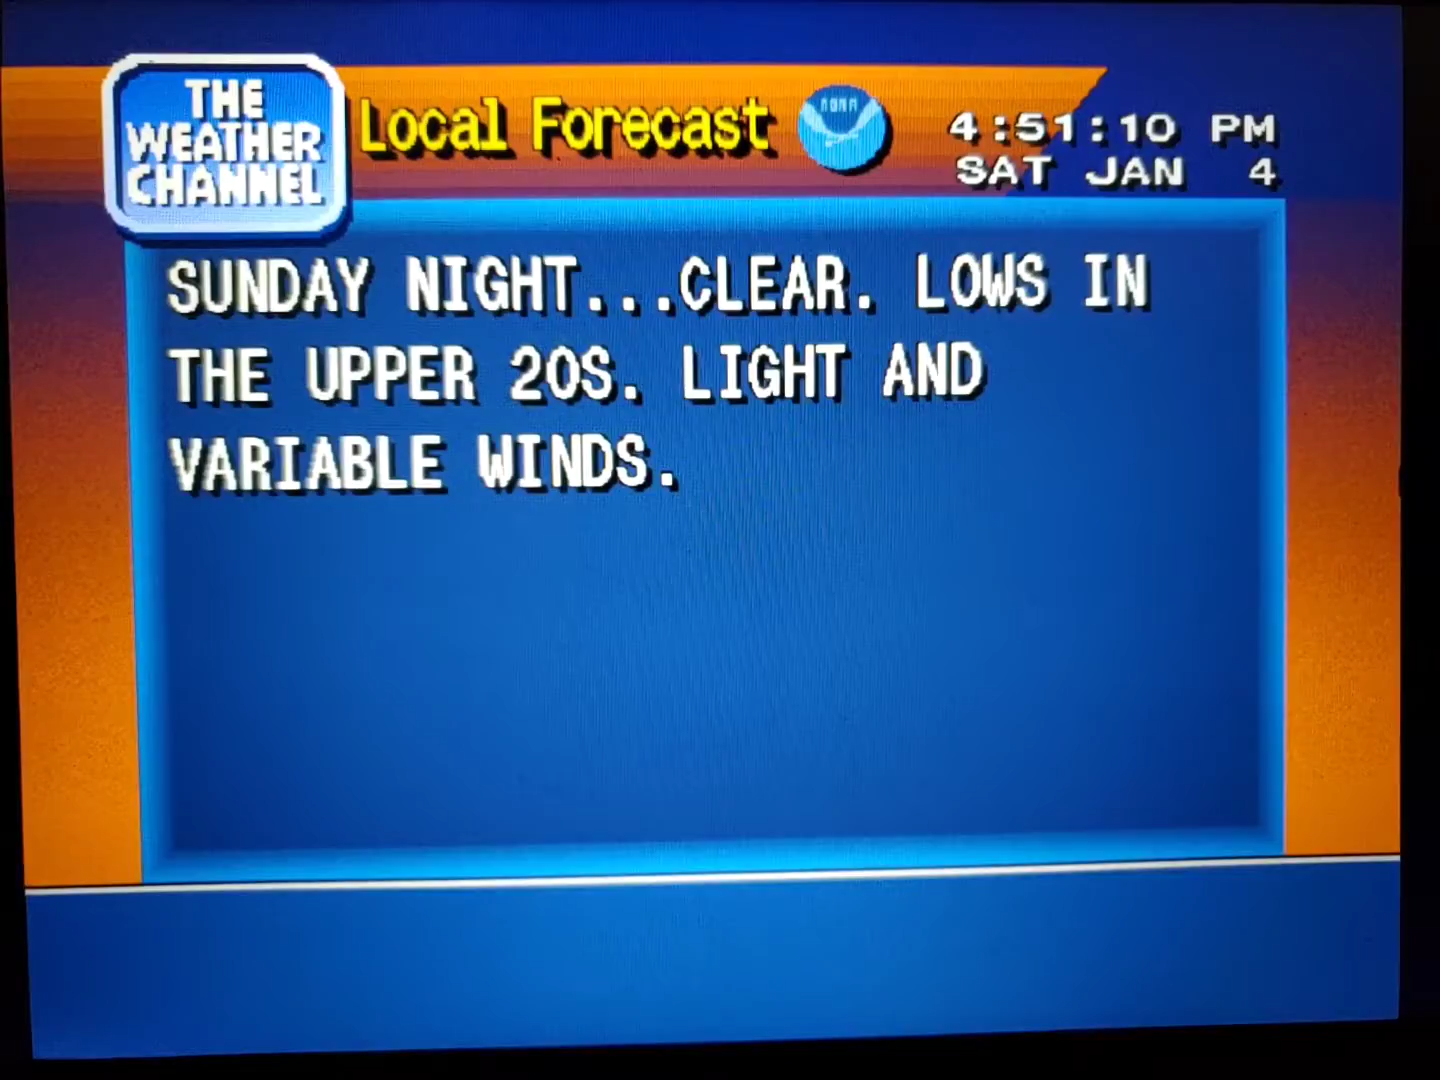 THE
WEATHER
CHANNEL
Local Forecast
NOAA
4:51:10 PM
SAT JAN 4
SUNDAY NIGHT...CLEAR. LOWS IN
THE UPPER 20S. LIGHT AND
VARIABLE WINDS.